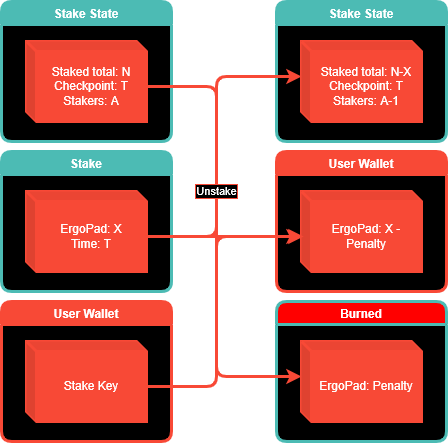 Stake State
Staked total: N
Checkpoint: T
Stakers: A
Stake State
Staked total: N-X
Checkpoint: T
Stakers: A-1
Unstake
Stake
ErgoPad: X
Time: T
User Wallet
ErgoPad: X -
Penalty
User Wallet
Stake Key
Burned
ErgoPad: Penalty